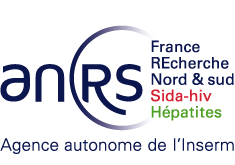 anRS
France
REcherche
Nord & sud
Sida-hiv
Hépatites
Agence autonome de l'Inserm